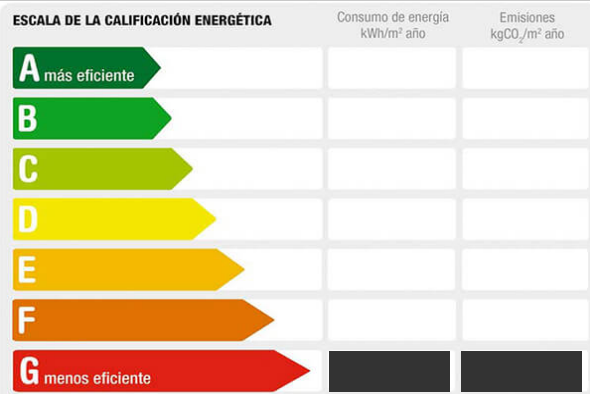 ESCALA DE LA CALIFICACIÓN ENERGÉTICA
Consumo de energía
kWh/m² año
Emisiones
kgCO₂/m² año
A más eficiente
B
C
D
E
F
G menos eficiente